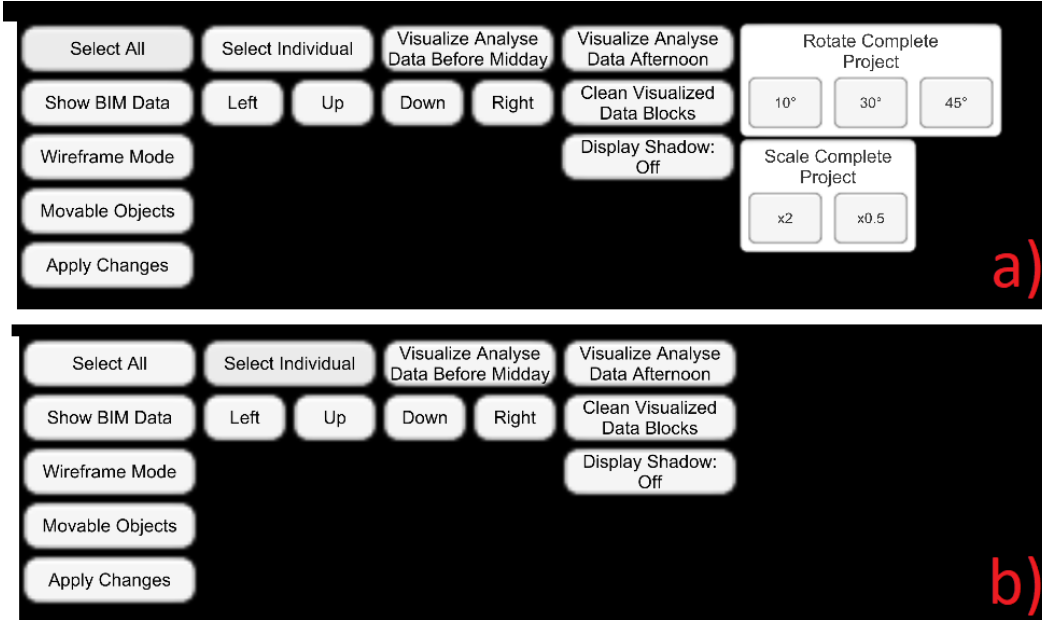 Select All
Select Individual
Visualize Analyse
Data Before Midday
Visualize Analyse
Data Afternoon
Rotate Complete
Project
10°
30°
45°
Show BIM Data
Left
Up
Down
Right
Clean Visualized
Data Blocks
Wireframe Mode
Display Shadow:
Off
Scale Complete
Project
x2
x0.5
Movable Objects
Apply Changes
a)
Select All
Select Individual
Visualize Analyse
Data Before Midday
Visualize Analyse
Data Afternoon
Show BIM Data
Left
Up
Down
Right
Clean Visualized
Data Blocks
Wireframe Mode
Display Shadow:
Off
Movable Objects
Apply Changes
b)